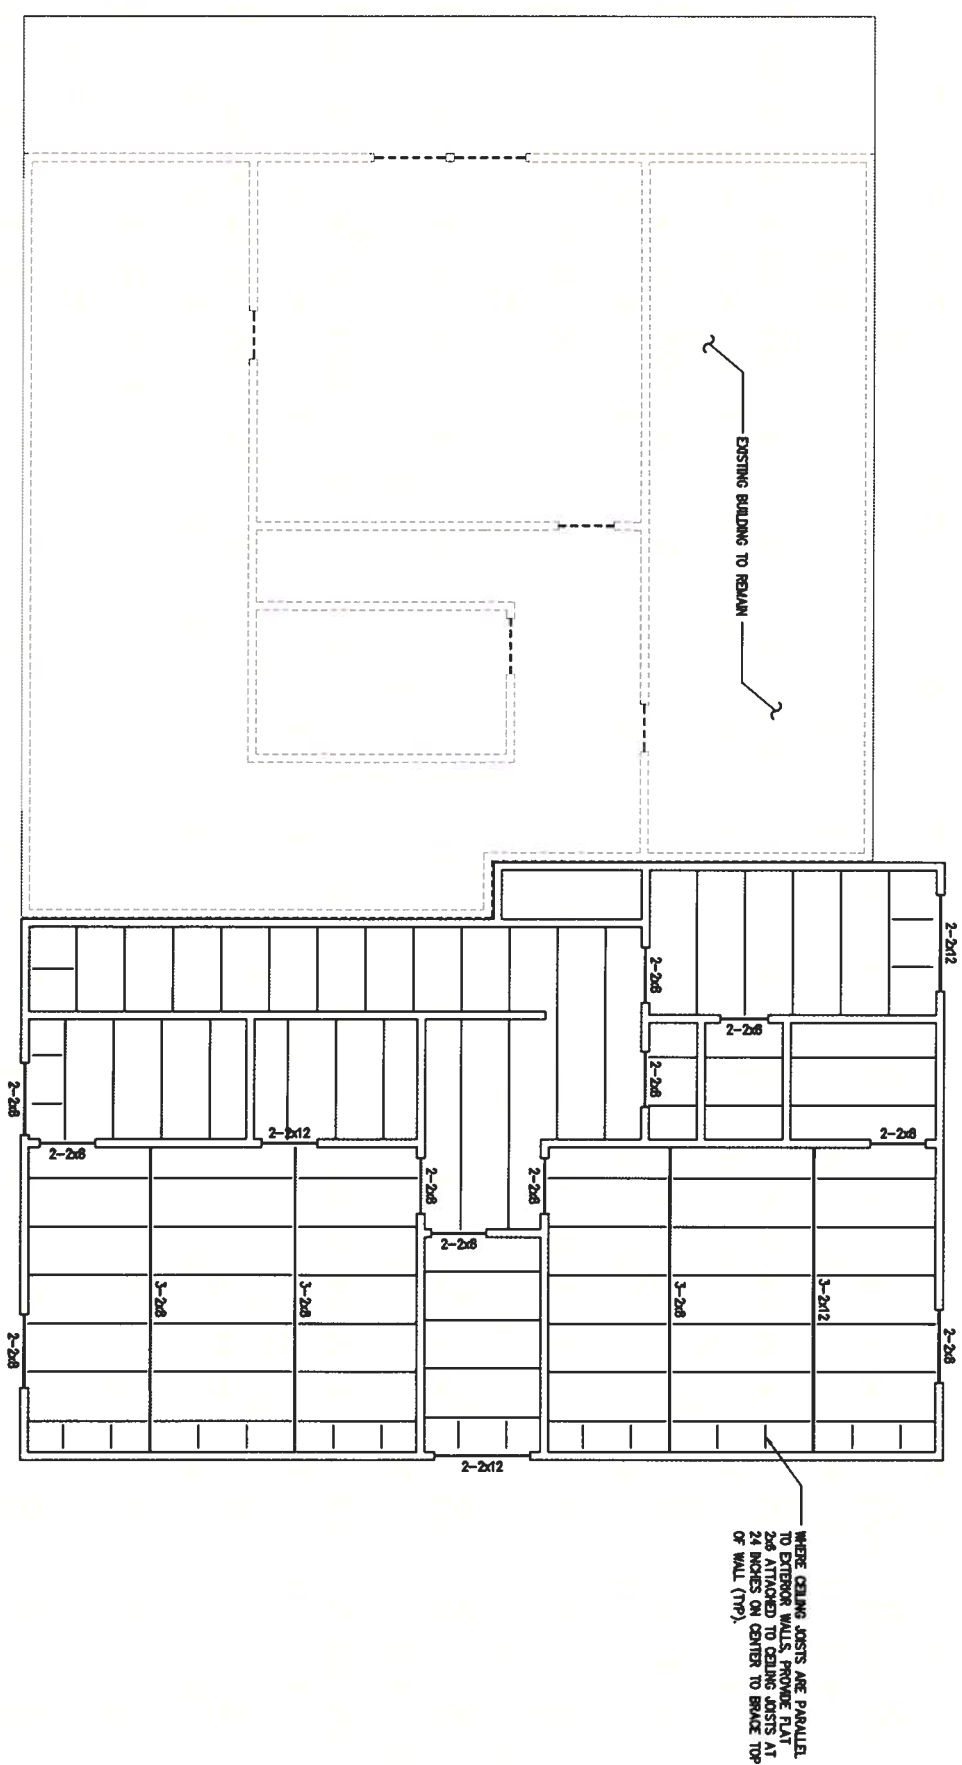 EXISTING BUILDING TO REMAIN
2-2x12
2-2x8
2-2x8
2-2x8
2-2x8
2-2x8
2-2x12
2-2x8
2-2x8
2-2x8
2-2x8
2-2x8
3-2x8
3-2x8
3-2x8
3-2x12
2-2x8
2-2x8
2-2x12
WHERE CEILING JOISTS ARE PARALLEL
TO EXTERIOR WALLS, PROVIDE FLAT
2x6 ATTACHED TO CEILING JOISTS AT
24 INCHES ON CENTER TO BRACE TOP
OF WALL (TYP).